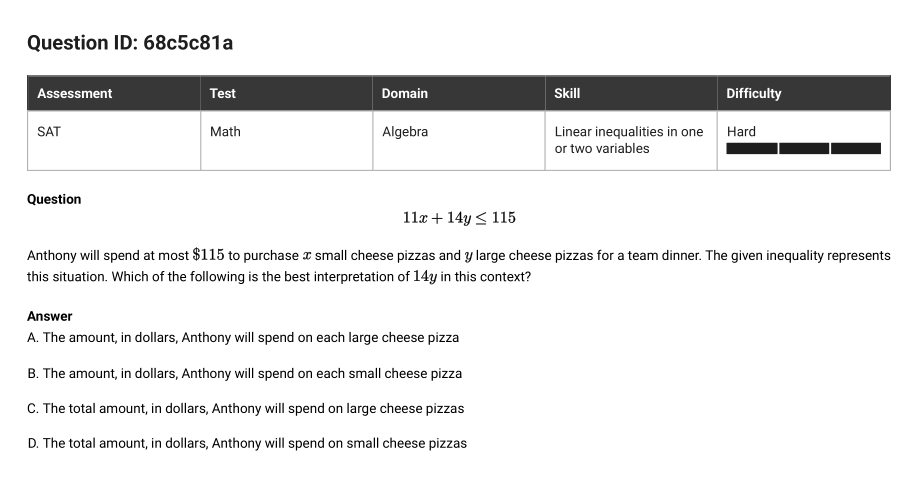 Question ID: 68c5c81a
Assessment Test Domain Skill Difficulty
SAT Math Algebra Linear inequalities in one or two variables Hard
Question
11x + 14y ≤ 115
Anthony will spend at most $115 to purchase x small cheese pizzas and y large cheese pizzas for a team dinner. The given inequality represents
this situation. Which of the following is the best interpretation of 14y in this context?
Answer
A. The amount, in dollars, Anthony will spend on each large cheese pizza
B. The amount, in dollars, Anthony will spend on each small cheese pizza
C. The total amount, in dollars, Anthony will spend on large cheese pizzas
D. The total amount, in dollars, Anthony will spend on small cheese pizzas